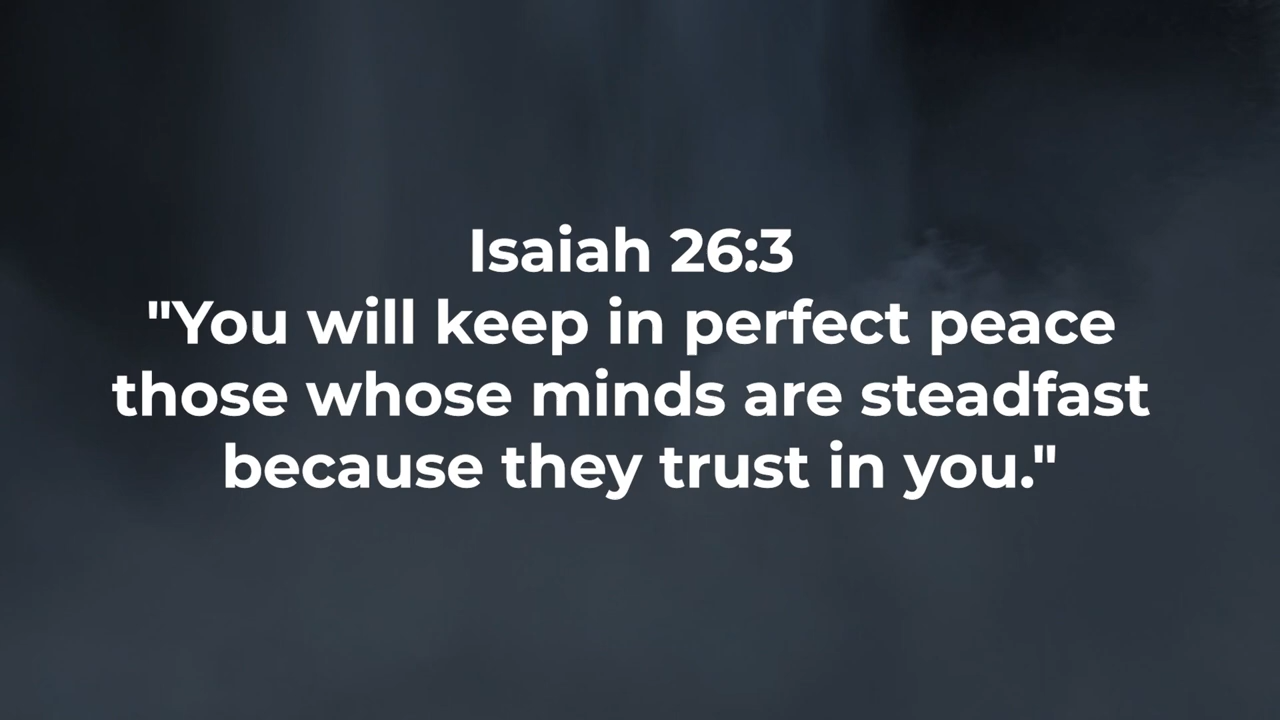 Isaiah 26:3
"You will keep in perfect peace
those whose minds are steadfast
because they trust in you."